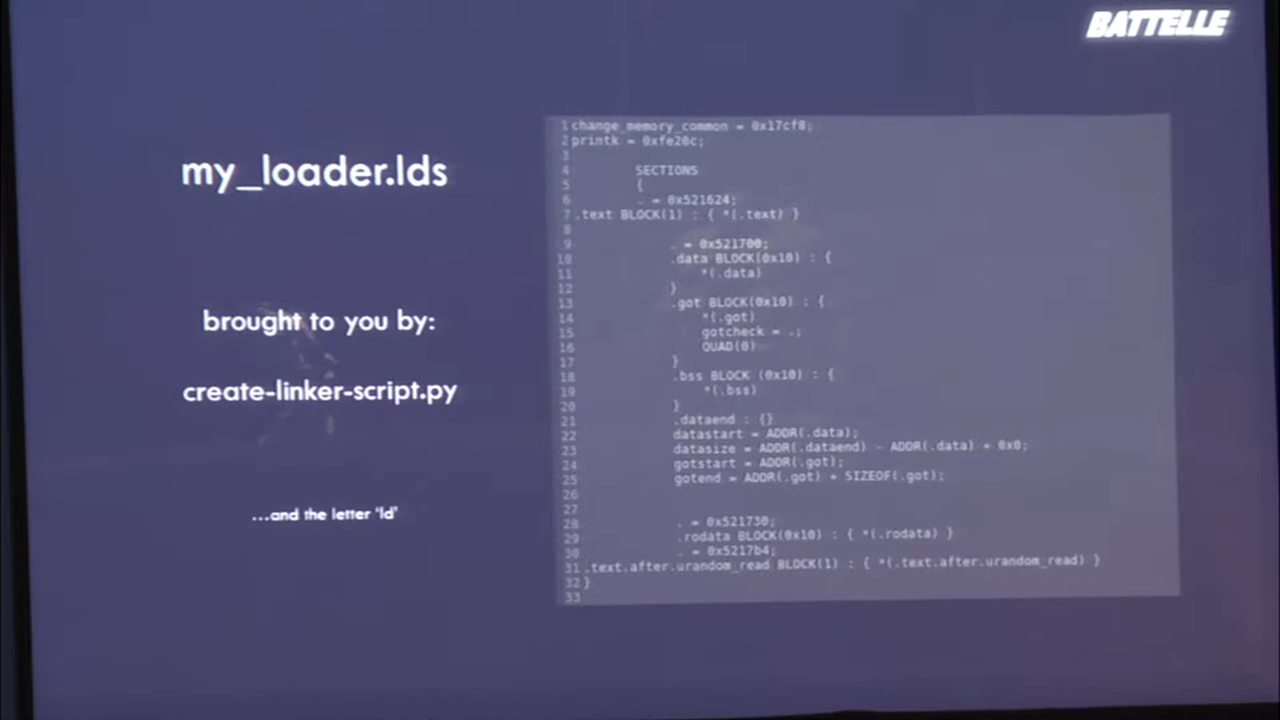 BATTELLE
my_loader.lds
brought to you by:
create-linker-script.py
...and the letter 'ld'
1 change_memory_common = 0x17cf8;
2 printk = 0xfe20c;
3
4 SECTIONS
5 {
6 . = 0x521624;
7 .text BLOCK(1) : { *(.text) }
8
9 . = 0x521700;
10 .data BLOCK(0x10) : {
11 *(.data)
12 }
13 .got BLOCK(0x10) : {
14 *(.got)
15 gotcheck = .;
16 QUAD(0)
17 }
18 .bss BLOCK (0x10) : {
19 *(.bss)
20 }
21 .dataend : {}
22 datastart = ADDR(.data);
23 datasize = ADDR(.dataend) - ADDR(.data) + 0x0;
24 gotstart = ADDR(.got);
25 gotend = ADDR(.got) + SIZEOF(.got);
26
27
28 . = 0x521730;
29 .rodata BLOCK(0x10) : { *(.rodata) }
30 . = 0x5217b4;
31 .text.after.urandom_read BLOCK(1) : { *(.text.after.urandom_read) }
32 }
33